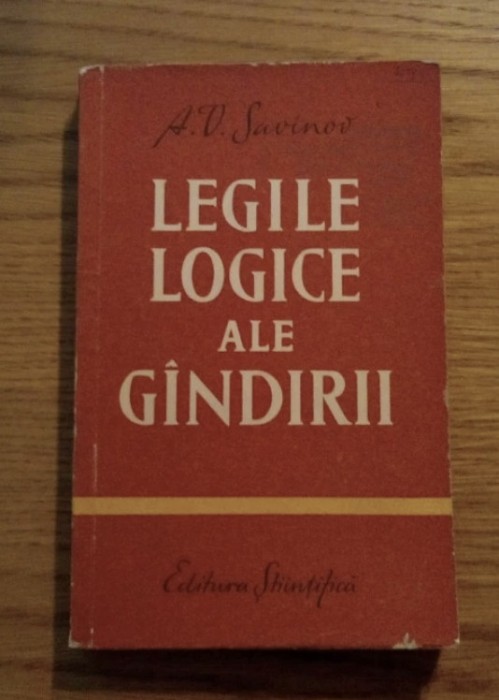 A. V. Savinov
LEGILE
LOGICE
ALE
GÎNDIRII
Editura Științifică